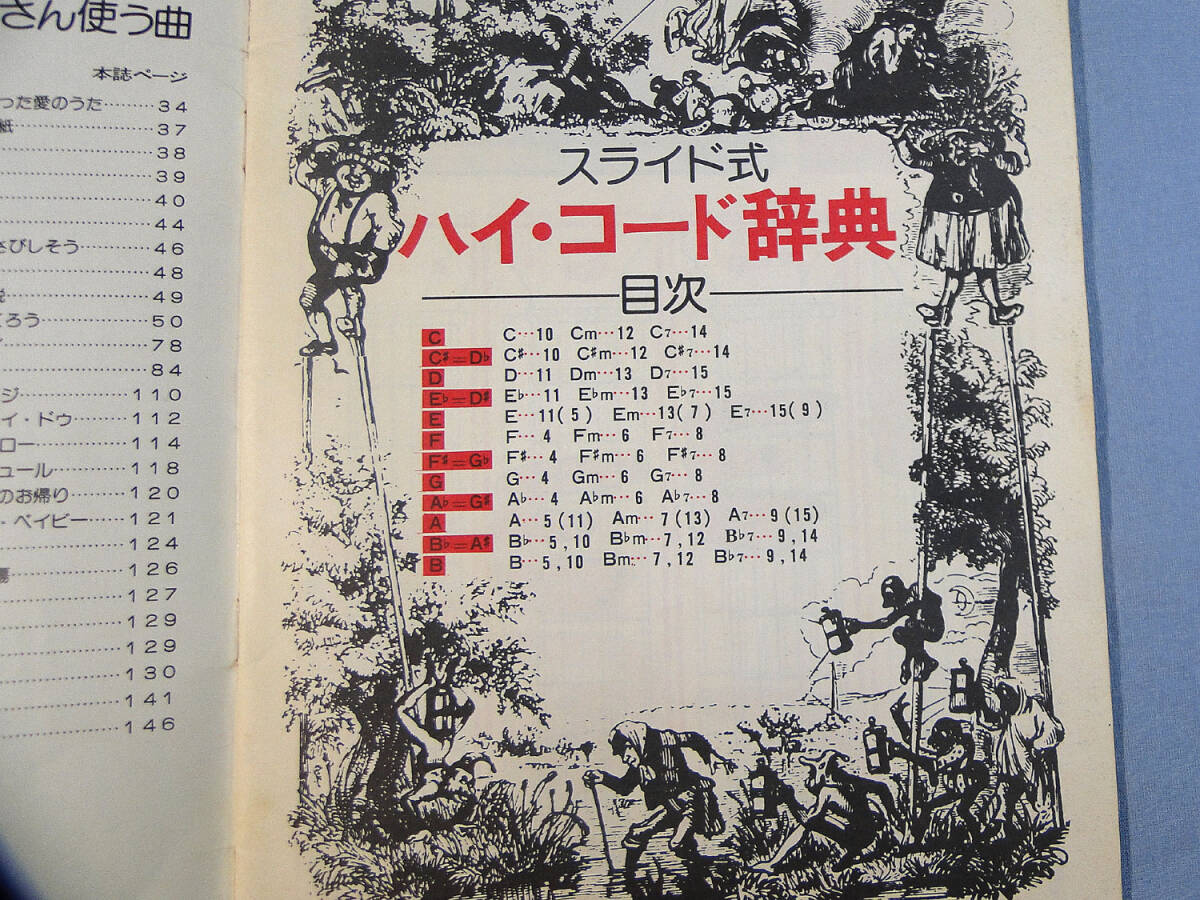 さん使う曲
本誌ページ
った愛のうた………34
紙………………37
………………38
………………39
………………40
………………44
さびしそう………46
………………48
………………49
ごろう………………50
………………78
………………84
ジ………………110
イ・ドゥ………112
ロー………………114
ュール………………118
のお帰り………120
・ベイビー……121
………………124
………………126
………………127
………………129
………………129
………………130
………………141
………………146
スライド式
ハイ・コード辞典
目次
C C…10 Cm…12 C7…14
C♯=D♭ C♯…10 C♯m…12 C♯7…14
D D…11 Dm…13 D7…15
E♭=D♯ E♭…11 E♭m…13 E♭7…15
E E…11(5) Em…13(7) E7…15(9)
F F…4 Fm…6 F7…8
F♯=G♭ F♯…4 F♯m…6 F♯7…8
G G…4 Gm…6 G7…8
A♭=G♯ A♭…4 A♭m…6 A♭7…8
A A…5(11) Am…7(13) A7…9(15)
B♭=A♯ B♭…5,10 B♭m…7,12 B♭7…9,14
B B…5,10 Bm…7,12 B♭7…9,14